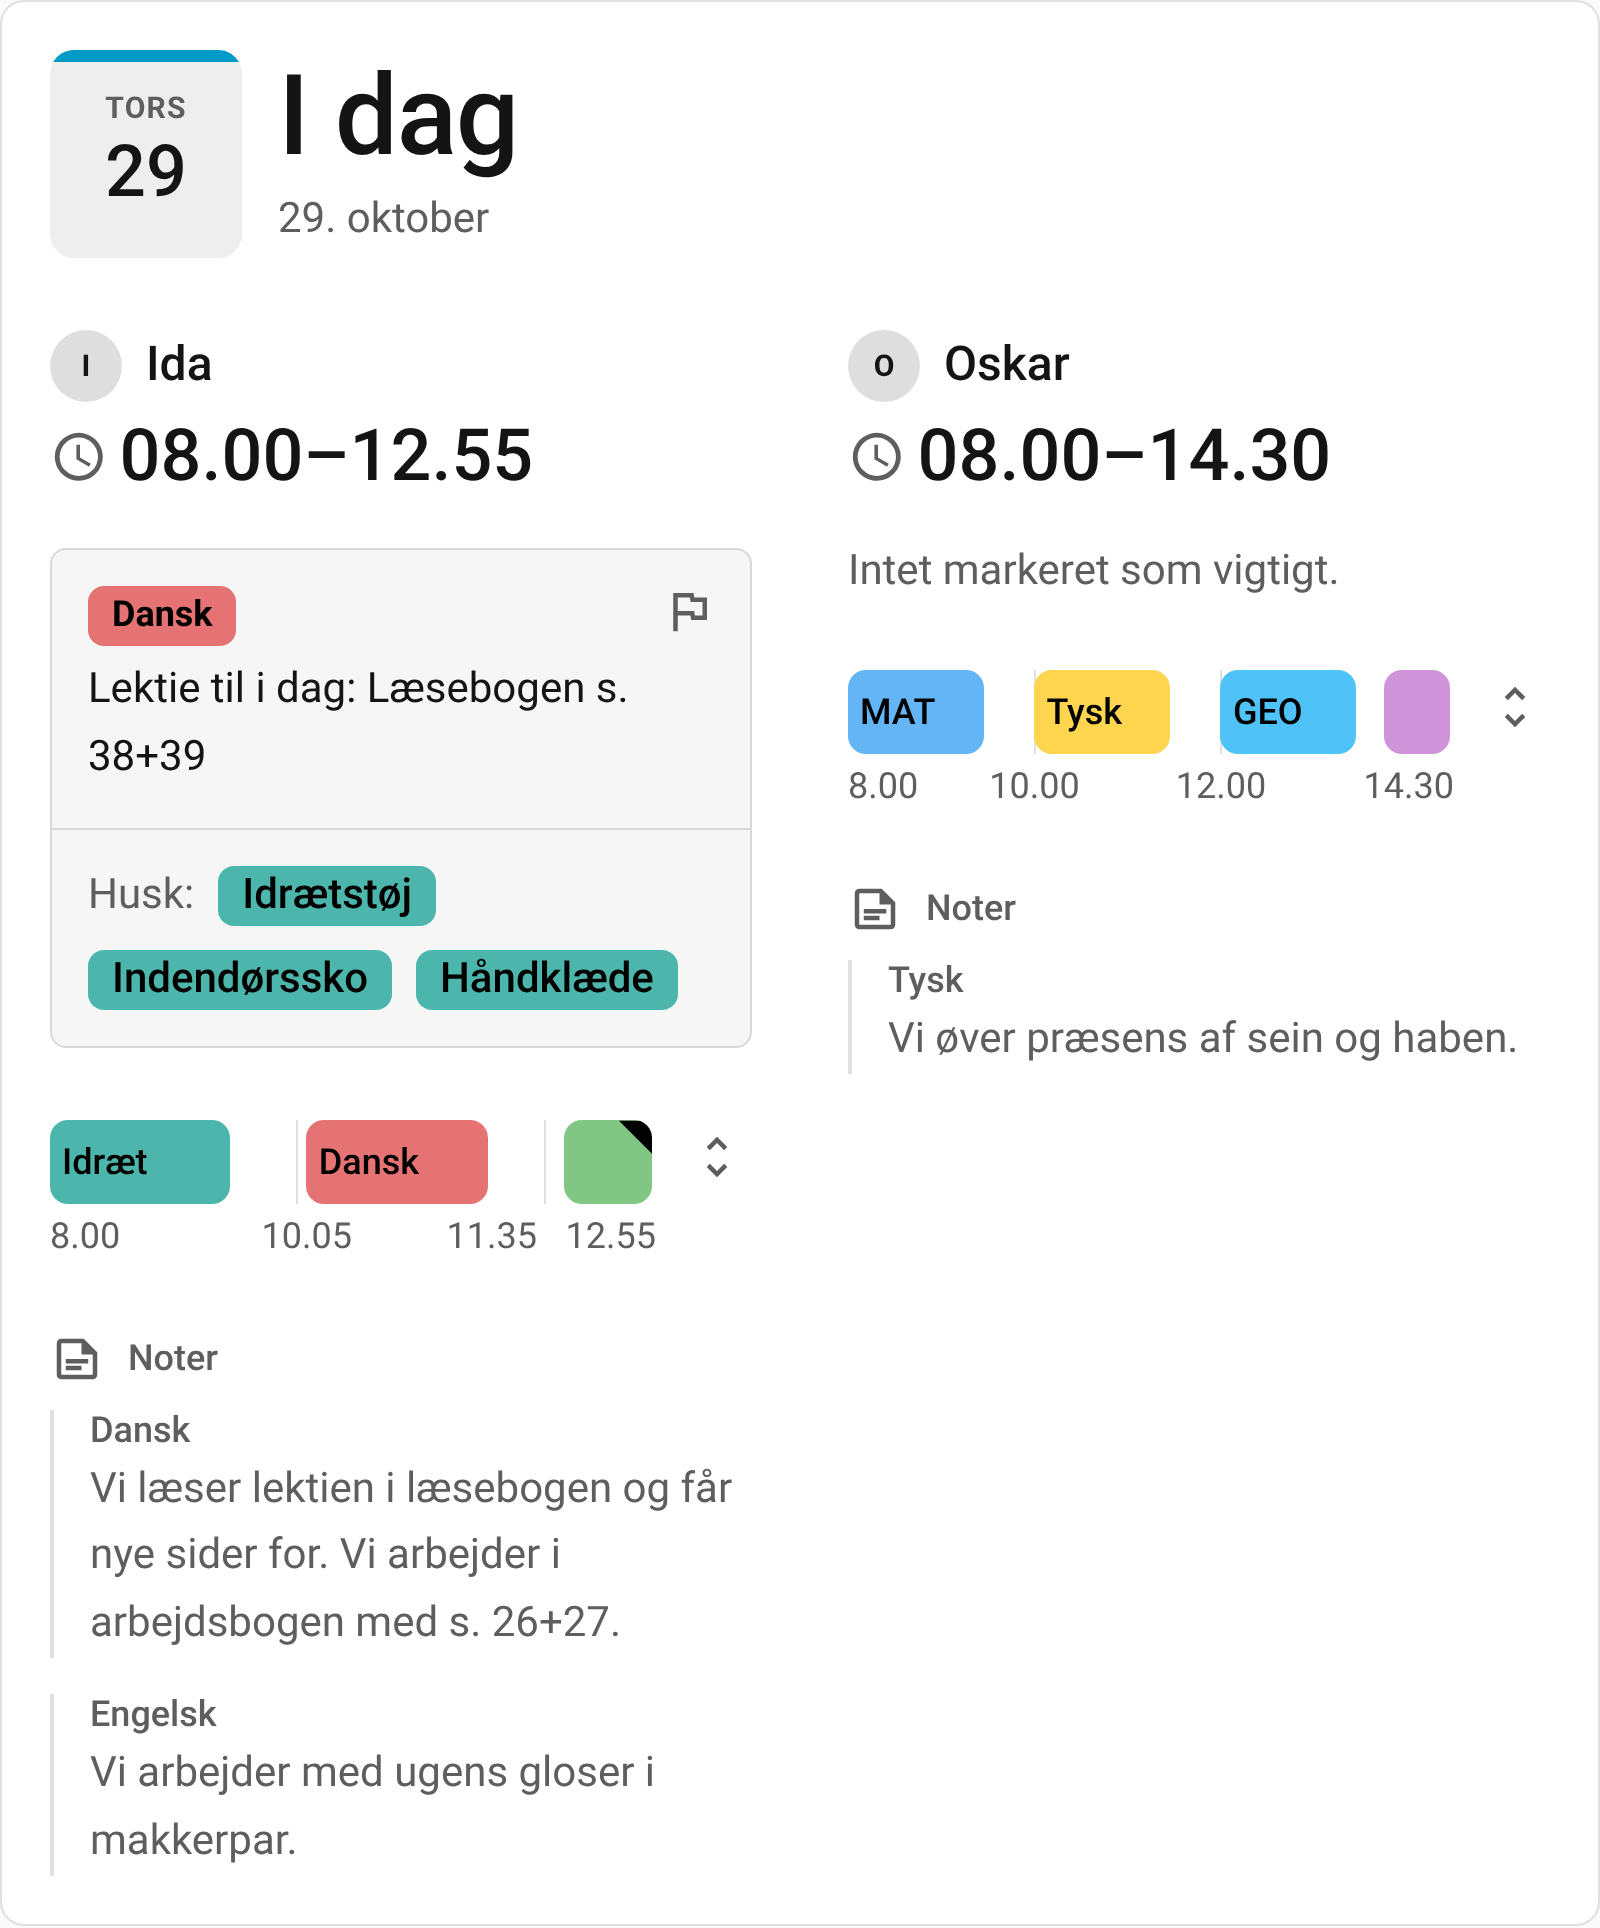 TORS
29
I dag
29. oktober
I
Ida
08.00–12.55
Dansk
Lektie til i dag: Læsebogen s.
38+39
Husk: Idrætstøj
Indendørssko Håndklæde
Idræt Dansk
8.00 10.05 11.35 12.55
Noter
Dansk
Vi læser lektien i læsebogen og får
nye sider for. Vi arbejder i
arbejdsbogen med s. 26+27.
Engelsk
Vi arbejder med ugens gloser i
makkerpar.
O
Oskar
08.00–14.30
Intet markeret som vigtigt.
MAT Tysk GEO
8.00 10.00 12.00 14.30
Noter
Tysk
Vi øver præsens af sein og haben.